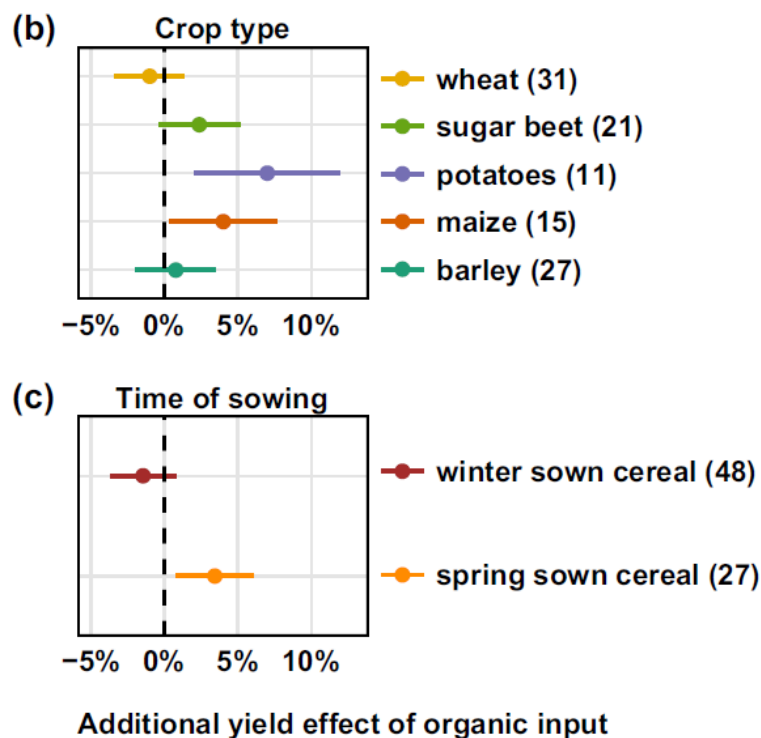 (b) Crop type
wheat (31)
sugar beet (21)
potatoes (11)
maize (15)
barley (27)
−5% 0% 5% 10%
(c) Time of sowing
winter sown cereal (48)
spring sown cereal (27)
−5% 0% 5% 10%
Additional yield effect of organic input